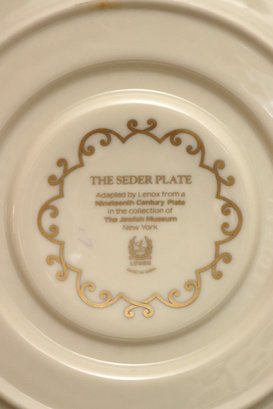 THE SEDER PLATE
Adapted by Lenox from a
Nineteenth Century Plate
in the collection of
The Jewish Museum
New York
LENOX